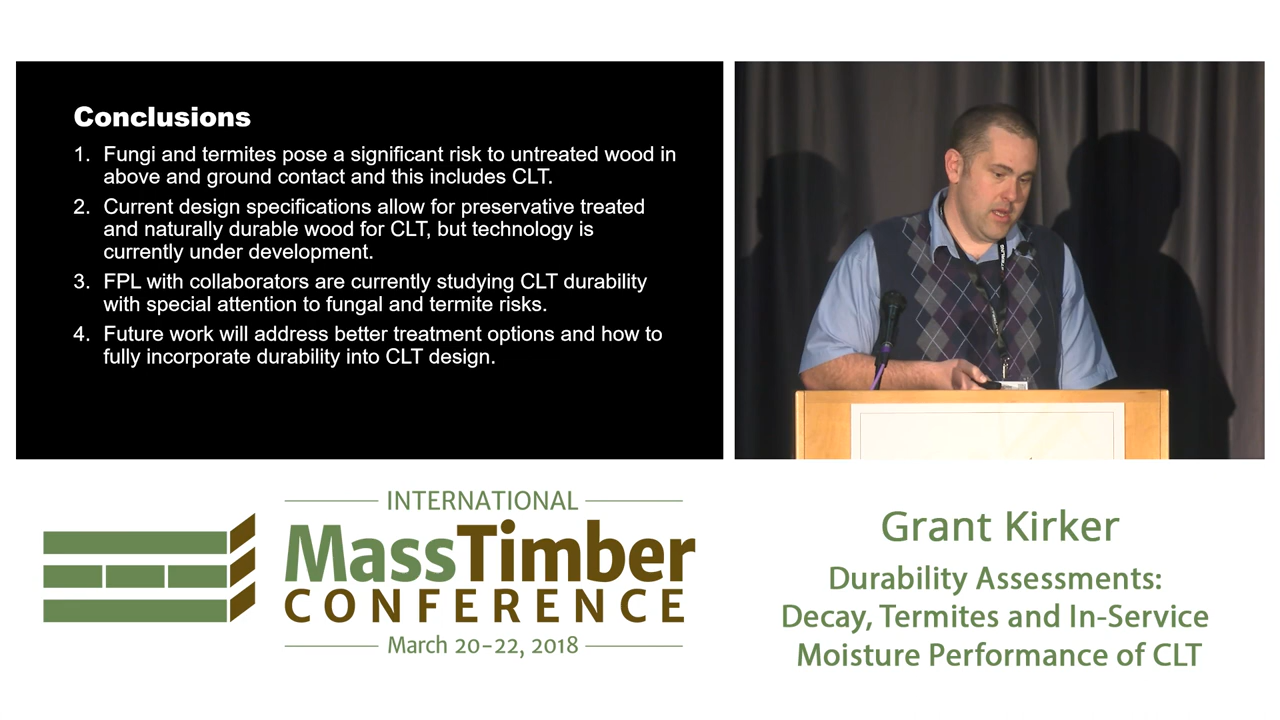 Conclusions
1. Fungi and termites pose a significant risk to untreated wood in
above and ground contact and this includes CLT.
2. Current design specifications allow for preservative treated
and naturally durable wood for CLT, but technology is
currently under development.
3. FPL with collaborators are currently studying CLT durability
with special attention to fungal and termite risks.
4. Future work will address better treatment options and how to
fully incorporate durability into CLT design.
INTERNATIONAL
MassTimber
CONFERENCE
March 20-22, 2018
Grant Kirker
Durability Assessments:
Decay, Termites and In-Service
Moisture Performance of CLT